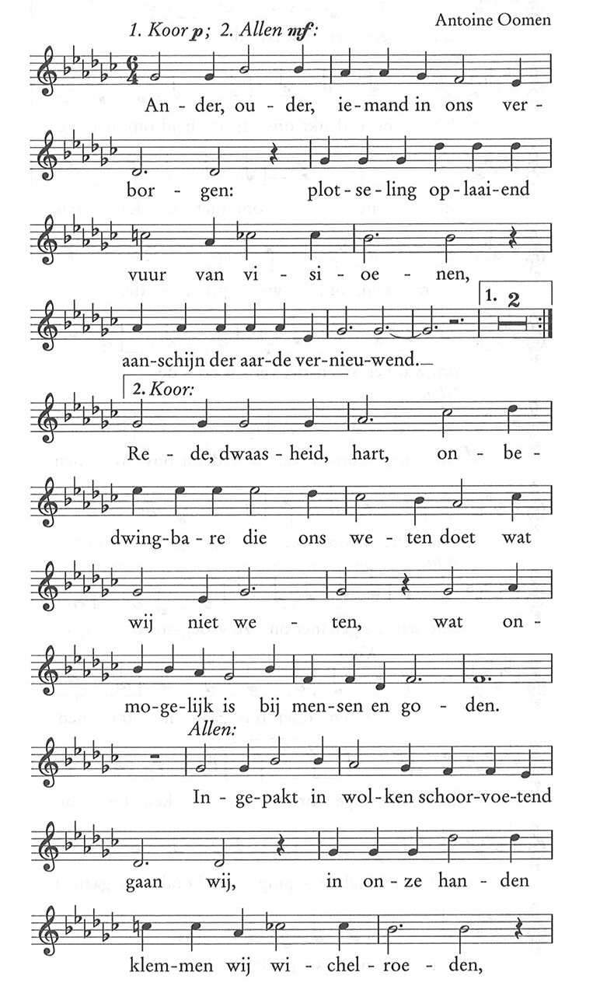 Antoine Oomen
1. Koor p; 2. Allen mf:
6
4
An - der, ou - der, ie - mand in ons ver -
bor - gen: plot - se - ling op - laai - end
vuur van vi - si - oe - nen,
1. 2
aan-schijn der aar-de ver-nieu-wend.
2. Koor:
Re - de, dwaas - heid, hart, on - be -
dwing-ba - re die ons we - ten doet wat
wij niet we - ten, wat on -
mo-ge-lijk is bij men-sen en go - den.
Allen:
In - ge-pakt in wol-ken schoor-voe-tend
gaan wij, in on - ze han - den
klem-men wij wi - chel - roe - den,